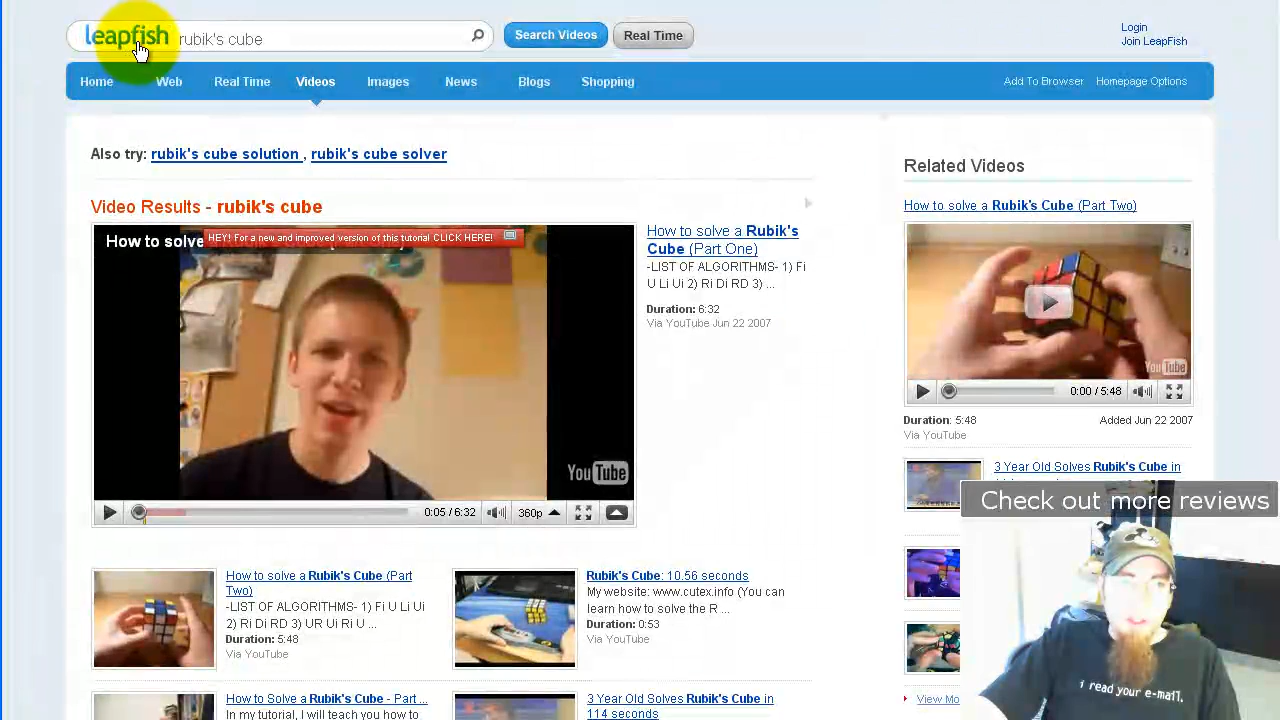 leapfish rubik's cube Search Videos Real Time
Login
Join LeapFish
Home Web Real Time Videos Images News Blogs Shopping Add To Browser Homepage Options
Also try: rubik's cube solution , rubik's cube solver
Video Results - rubik's cube
How to solve
HEY! For a new and improved version of this tutorial CLICK HERE!
YouTube
0:05 / 6:32 360p
How to solve a Rubik's
Cube (Part One)
-LIST OF ALGORITHMS- 1) Fi
U Li Ui 2) Ri Di RD 3) ...
Duration: 6:32
Via YouTube Jun 22 2007
How to solve a Rubik's Cube (Part
Two)
-LIST OF ALGORITHMS- 1) FI U LI UI
2) RI DI RD 3) UR UI RI U ...
Duration: 5:48
Via YouTube
Rubik's Cube: 10.56 seconds
My website: www.cutex.info (You can
learn how to solve the R ...
Duration: 0:53
Via YouTube
How to Solve a Rubik's Cube - Part ...
In my tutorial, I will teach you how to
3 Year Old Solves Rubik's Cube in
114 seconds
Related Videos
How to solve a Rubik's Cube (Part Two)
YouTube
0:00 / 5:48
Duration: 5:48 Added Jun 22 2007
Via YouTube
3 Year Old Solves Rubik's Cube in
Check out more reviews
View Mo
i read your e-mail.